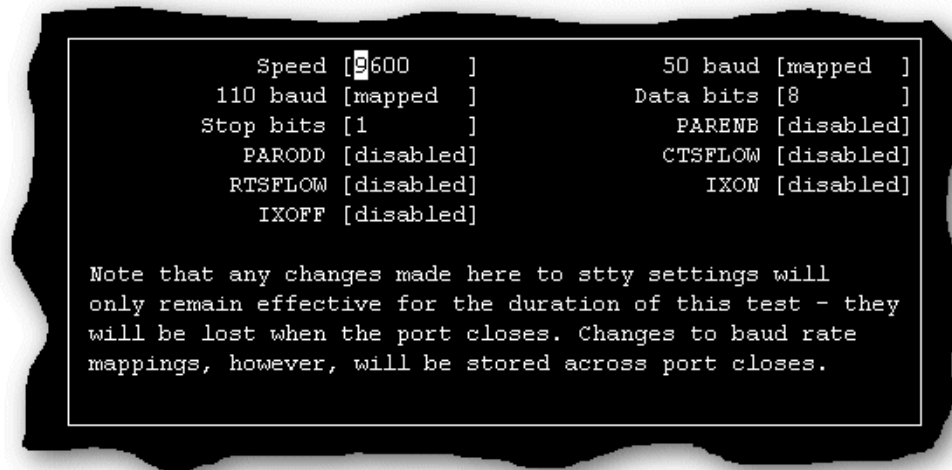 Speed [9600 ] 50 baud [mapped ]
110 baud [mapped ] Data bits [8 ]
Stop bits [1 ] PARENB [disabled]
PARODD [disabled] CTSFLOW [disabled]
RTSFLOW [disabled] IXON [disabled]
IXOFF [disabled]
Note that any changes made here to stty settings will
only remain effective for the duration of this test - they
will be lost when the port closes. Changes to baud rate
mappings, however, will be stored across port closes.